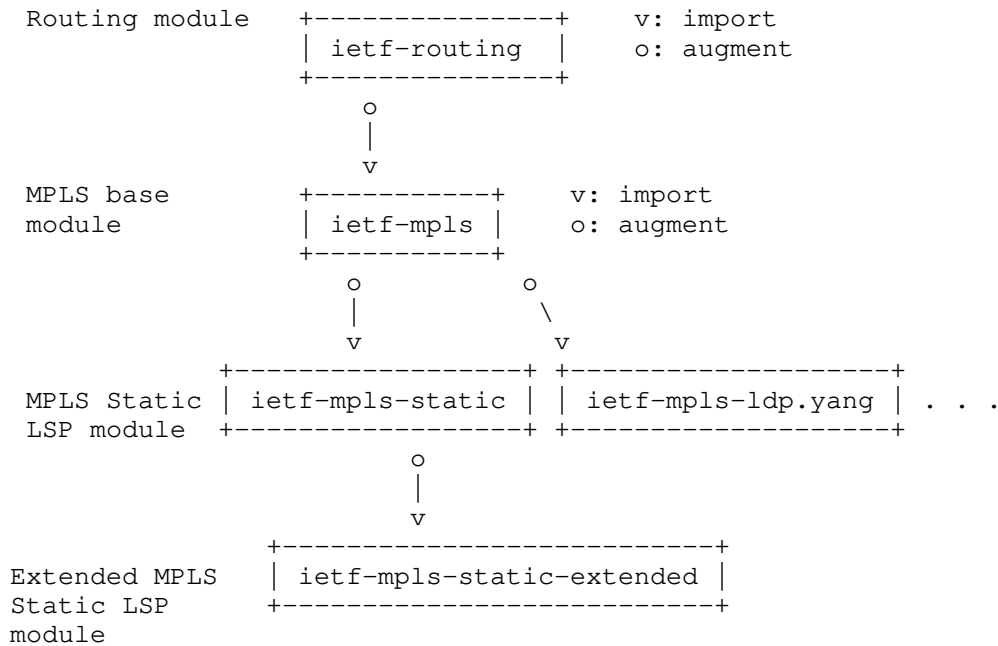 Routing module   +---------------+    v: import
                 | ietf-routing  |    o: augment
                 +---------------+
                     o
                     |
                     v
MPLS base        +-----------+    v: import
module           | ietf-mpls |    o: augment
                 +-----------+
                    o          o
                    |           \
                    v            v
            +------------------+ +--------------------+
MPLS Static | ietf-mpls-static | | ietf-mpls-ldp.yang | . . .
LSP module  +------------------+ +--------------------+
                        o
                        |
                        v
               +---------------------------+
Extended MPLS  | ietf-mpls-static-extended |
Static LSP     +---------------------------+
module